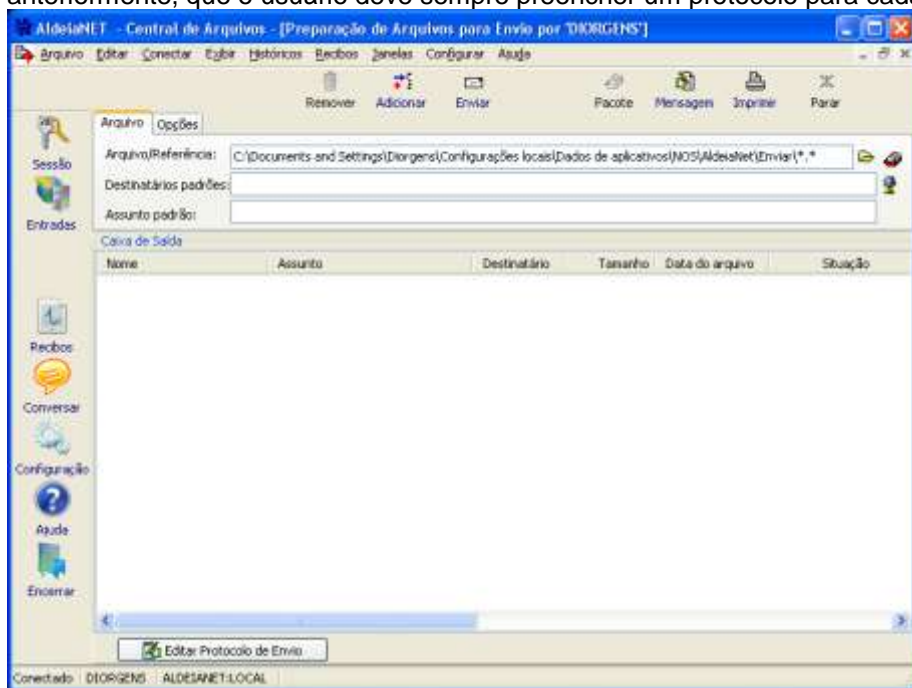 anteriormente, que o usuário deve sempre preencher um protocolo para cada
AldeiaNET - Central de Arquivos - [Preparação de Arquivos para Envio por 'DIORGENS']
Arquivo Editar Conectar Exibir Históricos Recibos Janelas Configurar Ajuda
Remover Adicionar Enviar Pacote Mensagem Imprimir Parar
Sessão
Entradas
Recibos
Conversar
Configuração
Ajuda
Encerrar
Arquivo Opções
Arquivo/Referência: C:\Documents and Settings\Diorgens\Configurações locais\Dados de aplicativos\NOS\AldeiaNet\Enviar\*.*
Destinatários padrões:
Assunto padrão:
Caixa de Saída
Nome Assunto Destinatário Tamanho Data do arquivo Situação
Editar Protocolo de Envio
Conectado DIORGENS ALDEIANET:LOCAL